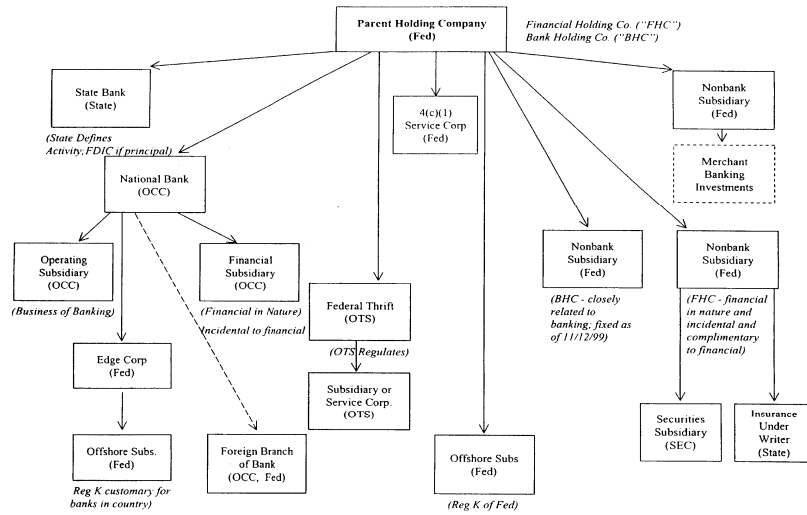 Parent Holding Company
(Fed)
Financial Holding Co. ("FHC")
Bank Holding Co. ("BHC")
State Bank
(State)
(State Defines
Activity, FDIC if principal)
4(c)(1)
Service Corp
(Fed)
Nonbank
Subsidiary
(Fed)
Merchant
Banking
Investments
National Bank
(OCC)
Operating
Subsidiary
(OCC)
(Business of Banking)
Financial
Subsidiary
(OCC)
(Financial in Nature)
Incidental to financial
Federal Thrift
(OTS)
(OTS Regulates)
Subsidiary or
Service Corp.
(OTS)
Nonbank
Subsidiary
(Fed)
(BHC - closely
related to
banking; fixed as
of 11/12/99)
Nonbank
Subsidiary
(Fed)
(FHC - financial
in nature and
incidental and
complimentary
to financial)
Edge Corp
(Fed)
Offshore Subs.
(Fed)
Reg K customary for
banks in country)
Foreign Branch
of Bank
(OCC, Fed)
Offshore Subs
(Fed)
(Reg K of Fed)
Securities
Subsidiary
(SEC)
Insurance
Under
Writer
(State)